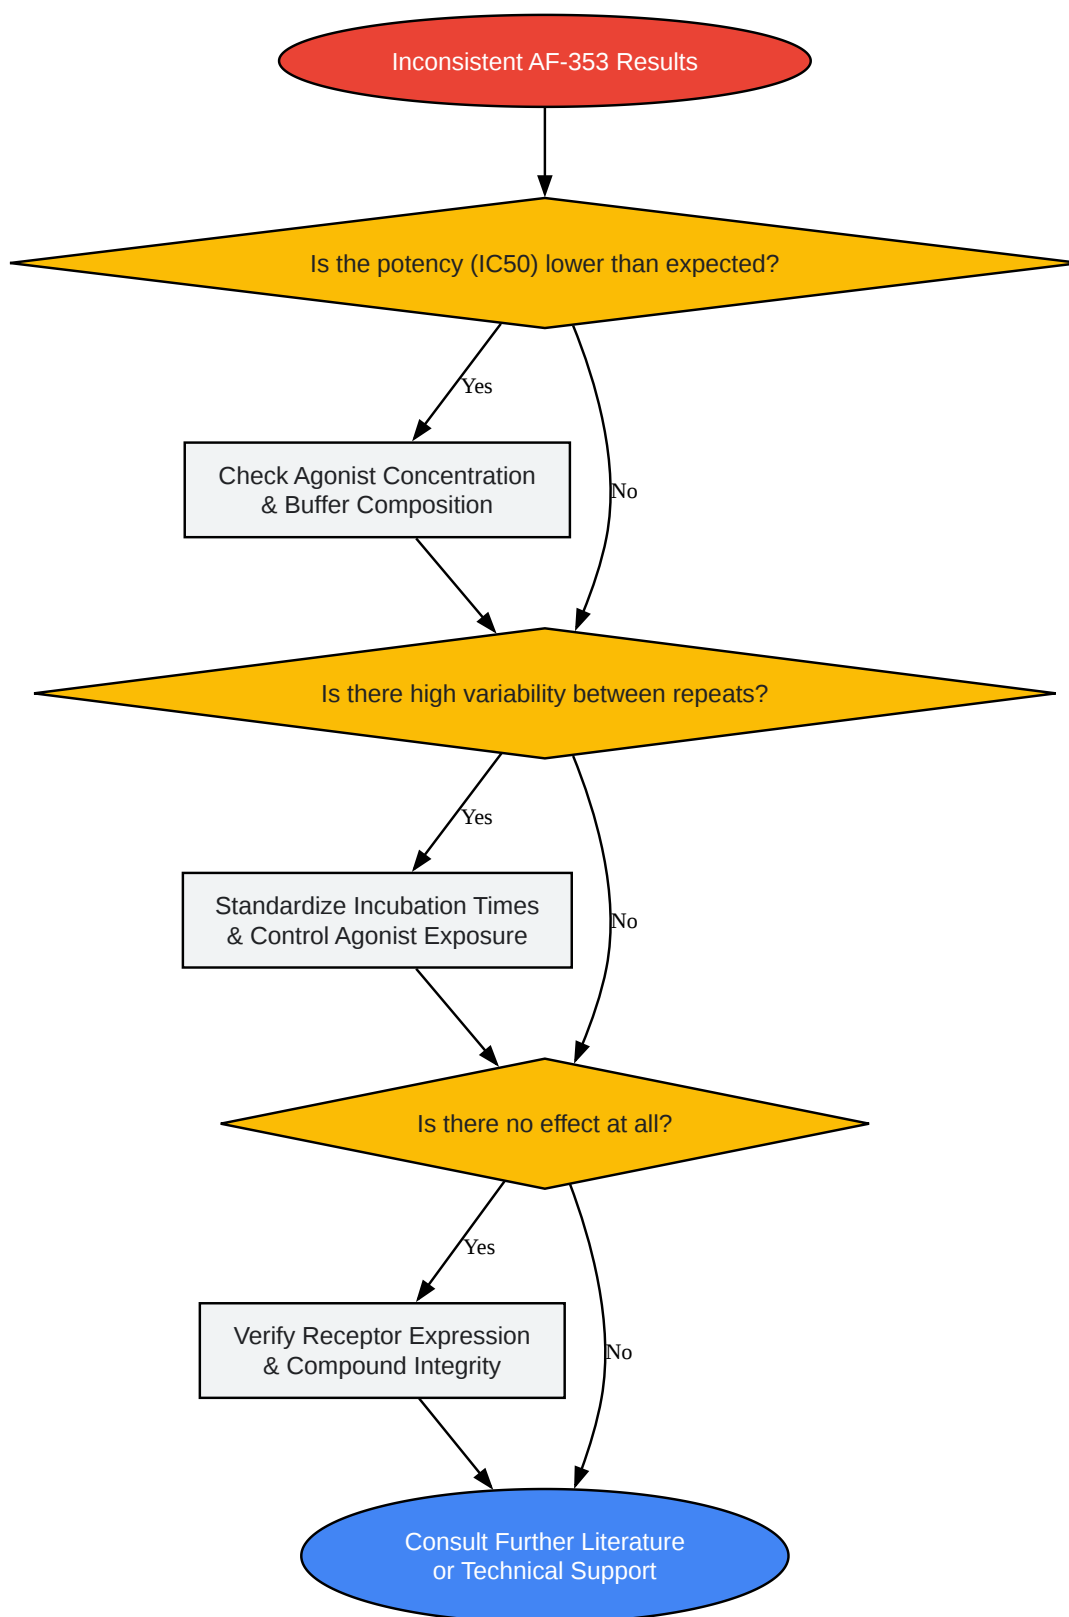 Inconsistent AF-353 Results
Is the potency (IC50) lower than expected?
Yes
Check Agonist Concentration
& Buffer Composition
No
Is there high variability between repeats?
Yes
Standardize Incubation Times
& Control Agonist Exposure
No
Is there no effect at all?
Yes
Verify Receptor Expression
& Compound Integrity
No
Consult Further Literature
or Technical Support